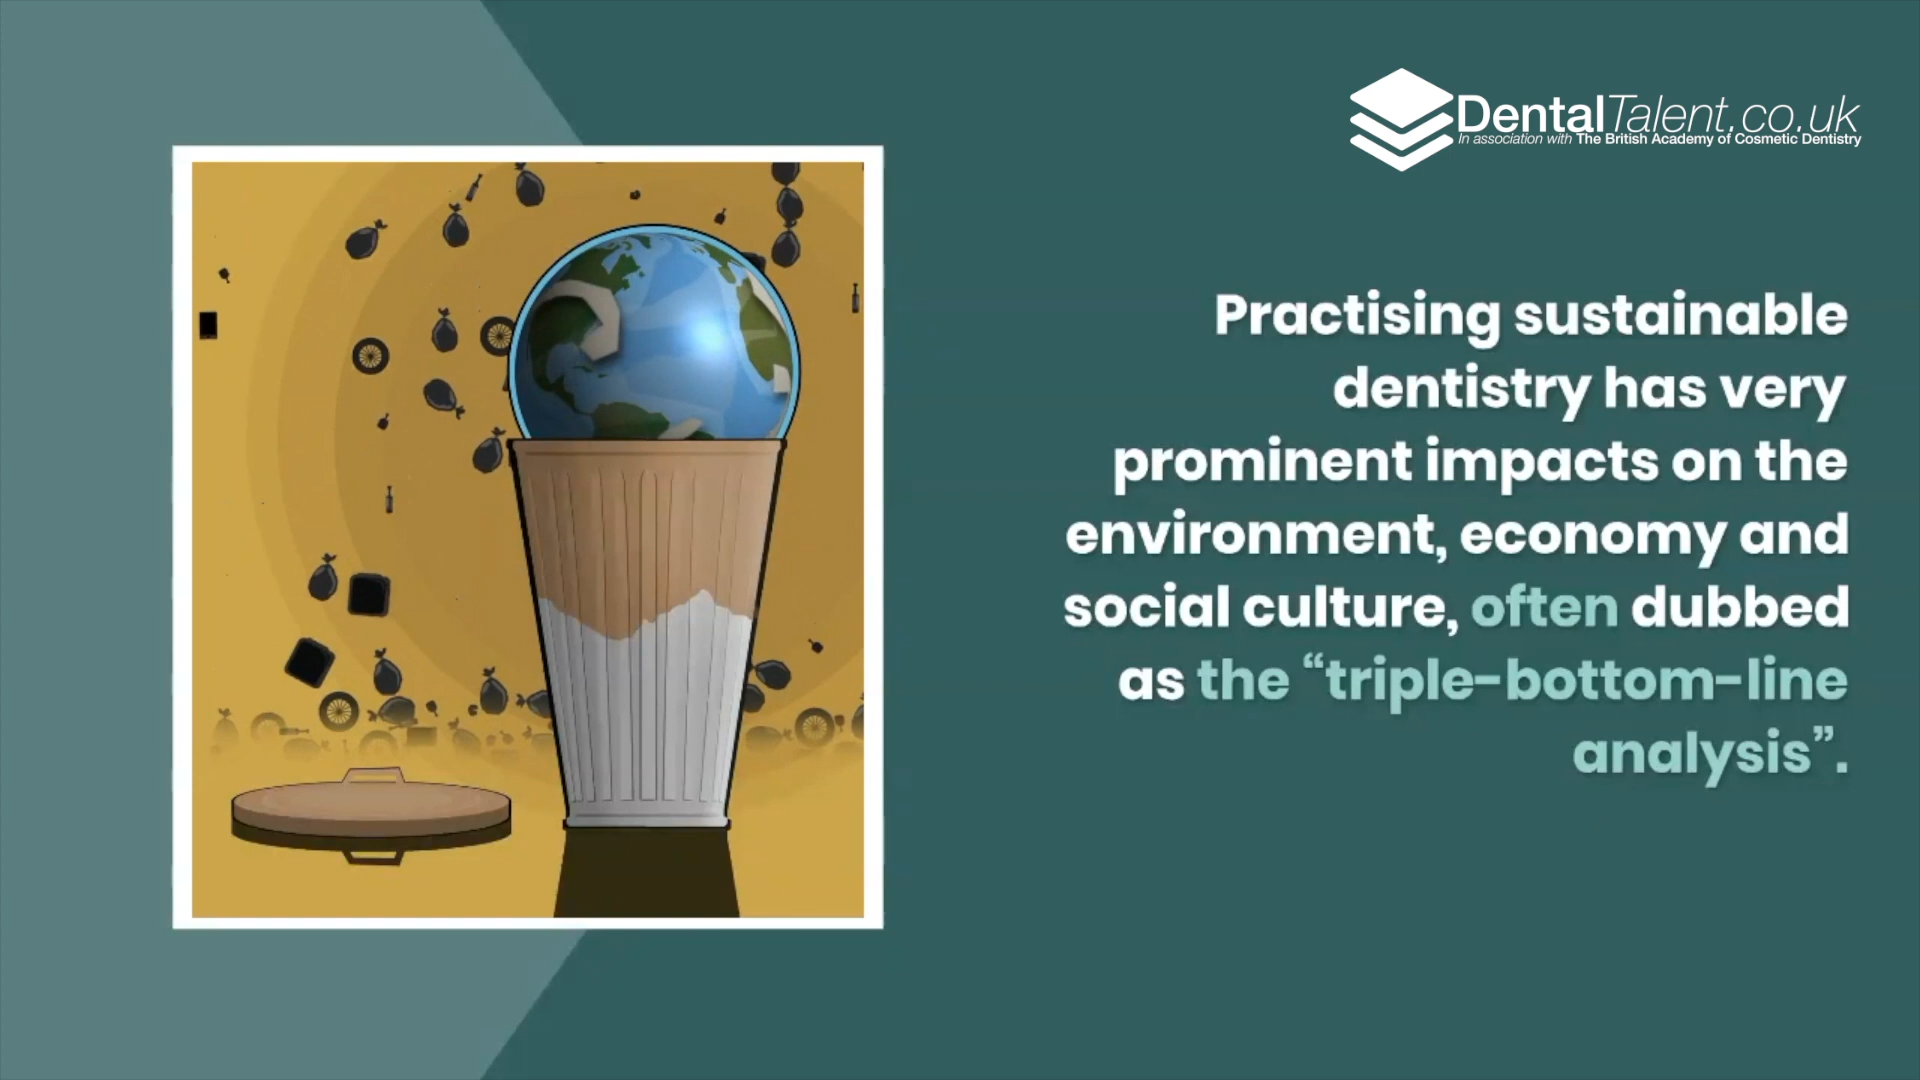 DentalTalent.co.uk
In association with The British Academy of Cosmetic Dentistry
Practising sustainable
dentistry has very
prominent impacts on the
environment, economy and
social culture, often dubbed
as the “triple-bottom-line
analysis”.